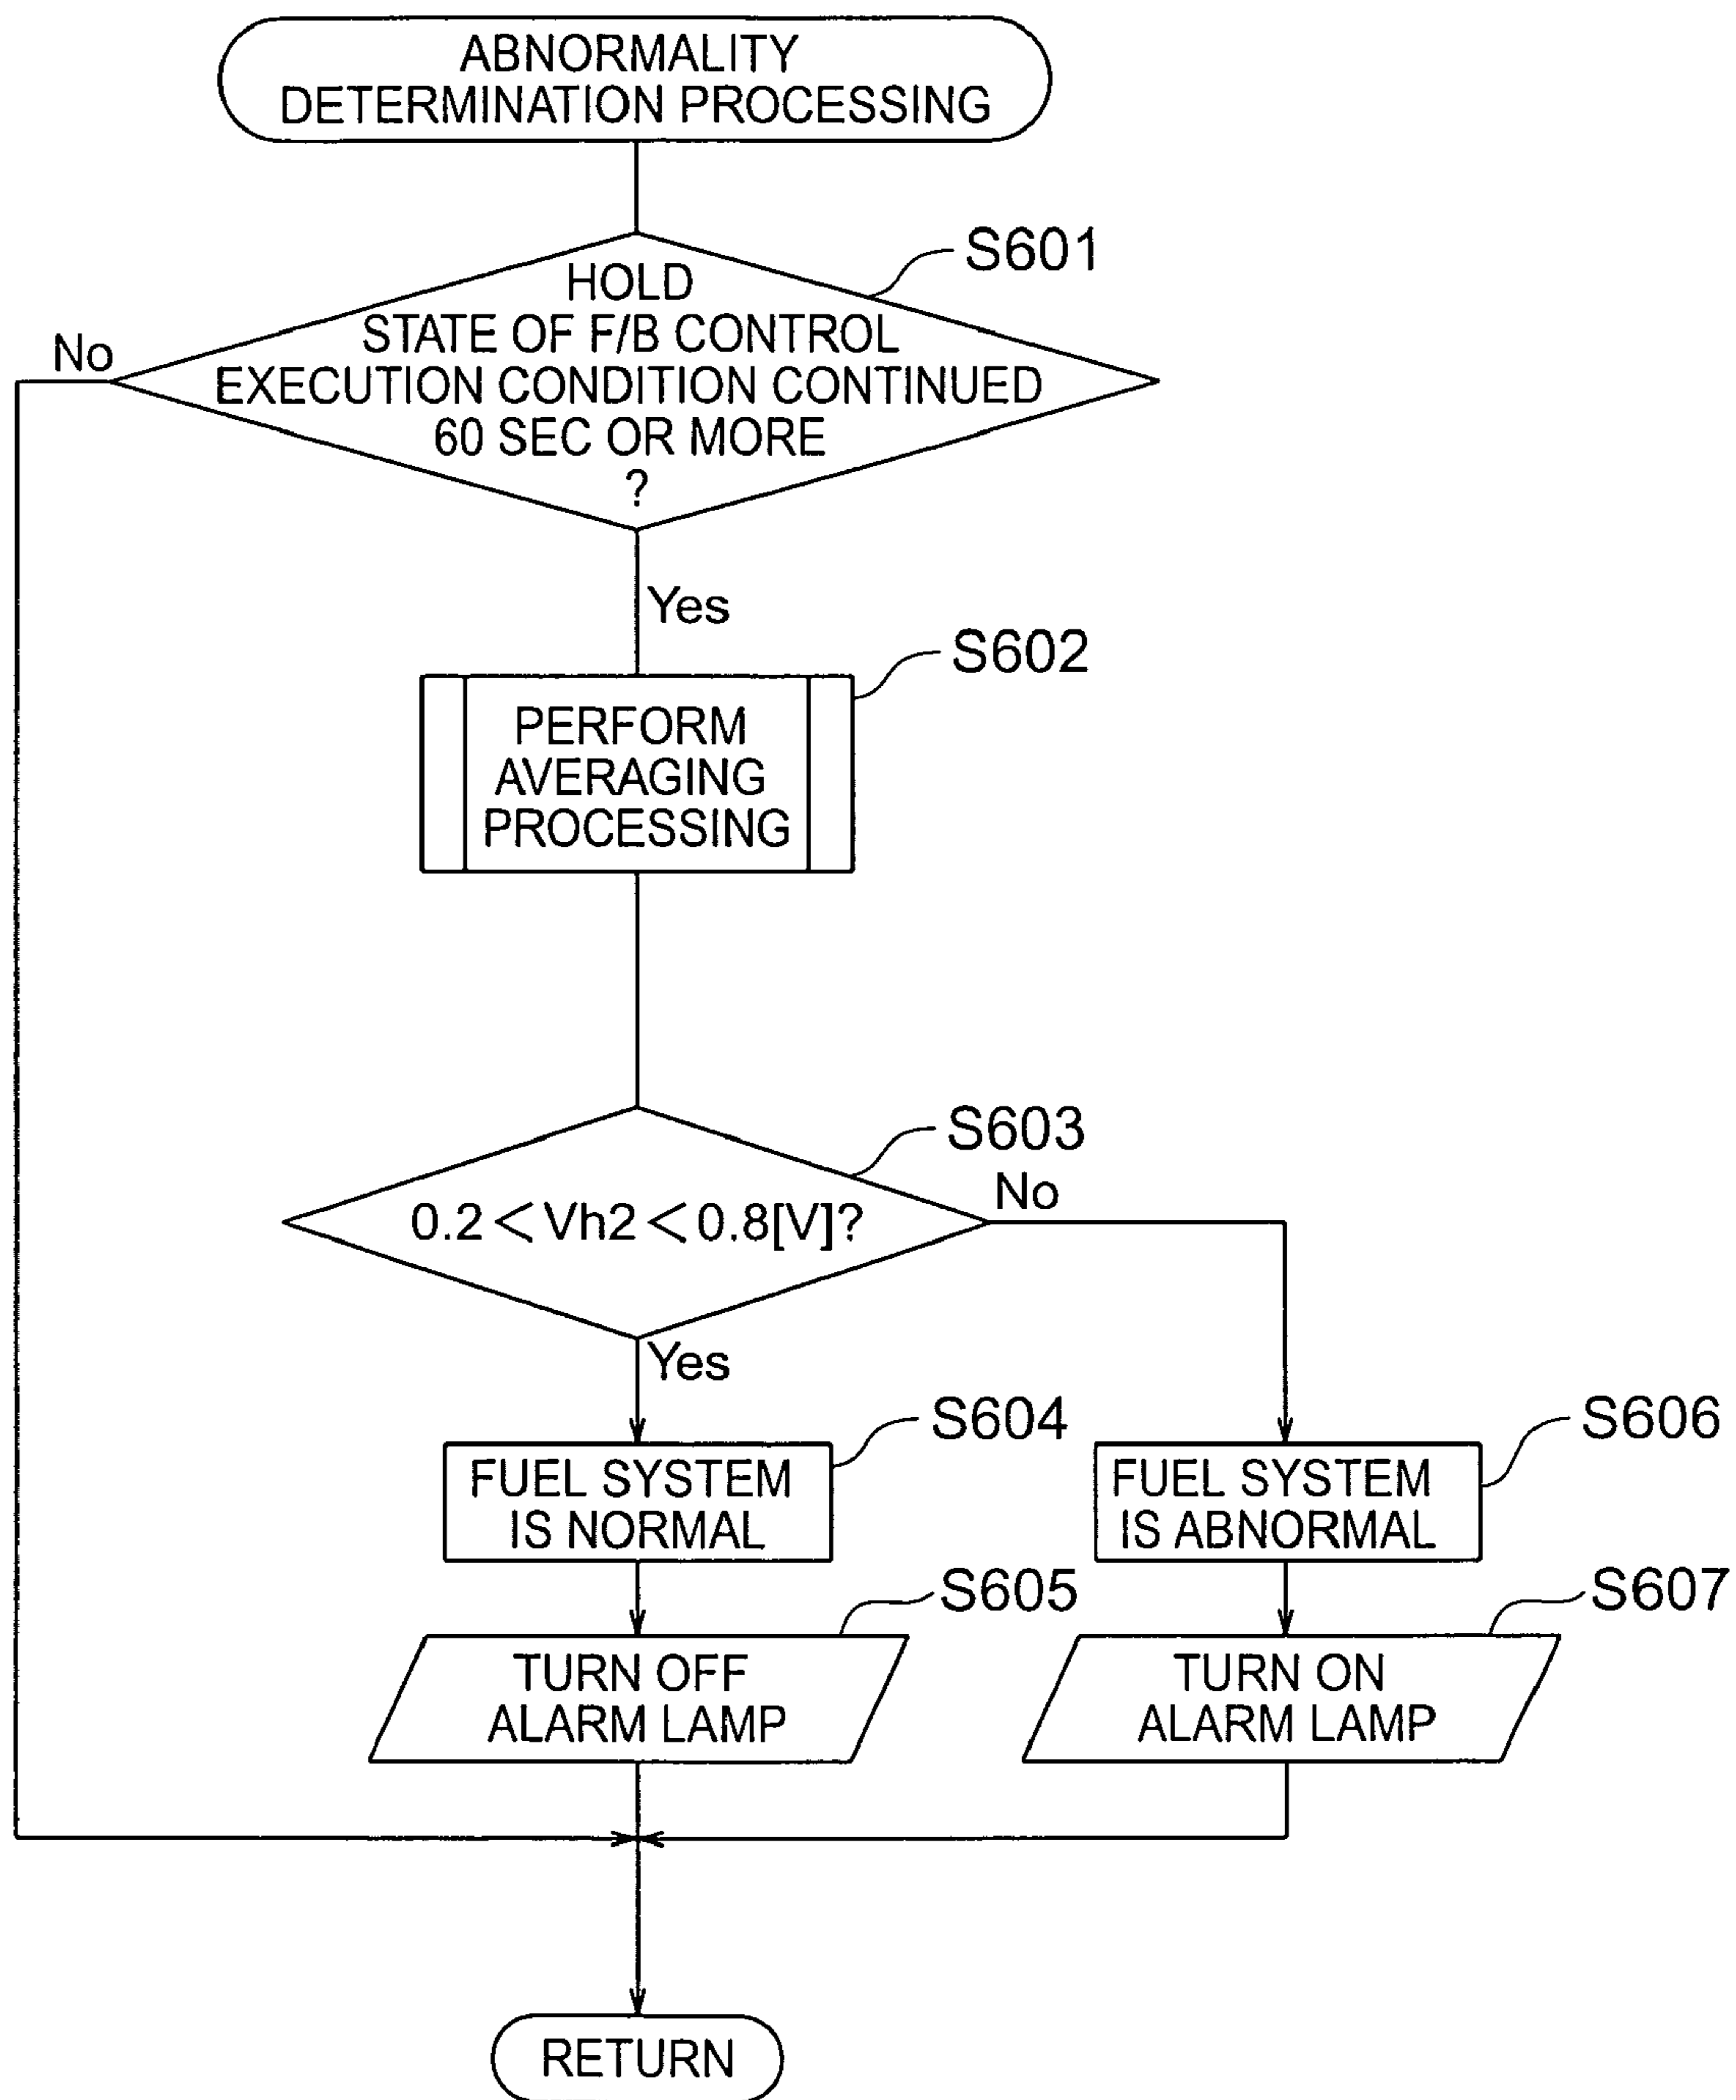 ABNORMALITY
DETERMINATION PROCESSING
S601
HOLD
STATE OF F/B CONTROL
EXECUTION CONDITION CONTINUED
60 SEC OR MORE
?
No
Yes
S602
PERFORM
AVERAGING
PROCESSING
S603
0.2<Vh2<0.8[V]?
No
Yes
S604
FUEL SYSTEM
IS NORMAL
S606
FUEL SYSTEM
IS ABNORMAL
S605
TURN OFF
ALARM LAMP
S607
TURN ON
ALARM LAMP
RETURN